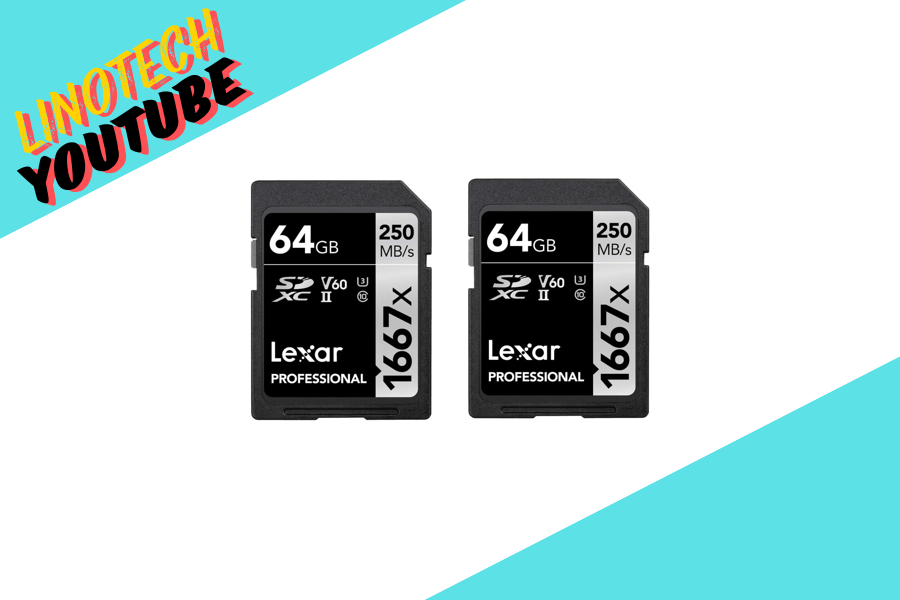 LINOTECH
YOUTUBE
64GB
250
MB/s
SD
XC
V60
II
3
10
Lexar
PROFESSIONAL
1667x
64GB
250
MB/s
SD
XC
V60
II
3
10
Lexar
PROFESSIONAL
1667x